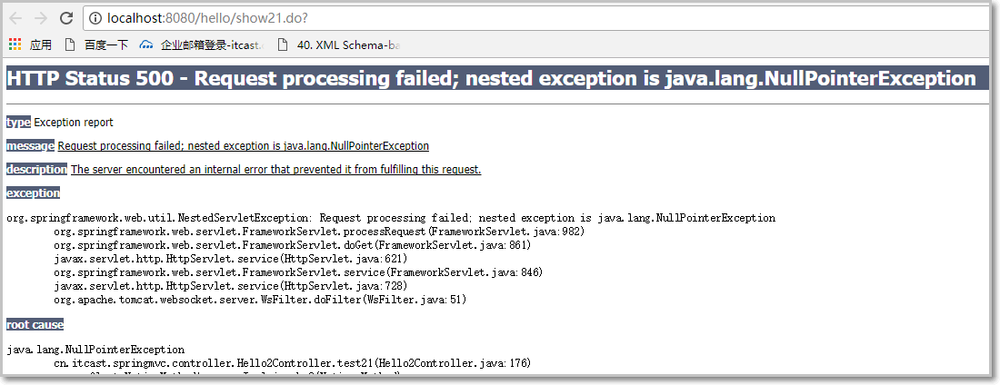 localhost:8080/hello/show21.do?
应用 百度一下 企业邮箱登录-itcast. 40. XML Schema-ba
HTTP Status 500 - Request processing failed; nested exception is java.lang.NullPointerException
type Exception report
message Request processing failed; nested exception is java.lang.NullPointerException
description The server encountered an internal error that prevented it from fulfilling this request.
exception
org.springframework.web.util.NestedServletException: Request processing failed; nested exception is java.lang.NullPointerException
org.springframework.web.servlet.FrameworkServlet.processRequest(FrameworkServlet.java:982)
org.springframework.web.servlet.FrameworkServlet.doGet(FrameworkServlet.java:861)
javax.servlet.http.HttpServlet.service(HttpServlet.java:621)
org.springframework.web.servlet.FrameworkServlet.service(FrameworkServlet.java:846)
javax.servlet.http.HttpServlet.service(HttpServlet.java:728)
org.apache.tomcat.websocket.server.WsFilter.doFilter(WsFilter.java:51)
root cause
java.lang.NullPointerException
cn.itcast.springmvc.controller.Hello2Controller.test21(Hello2Controller.java:176)